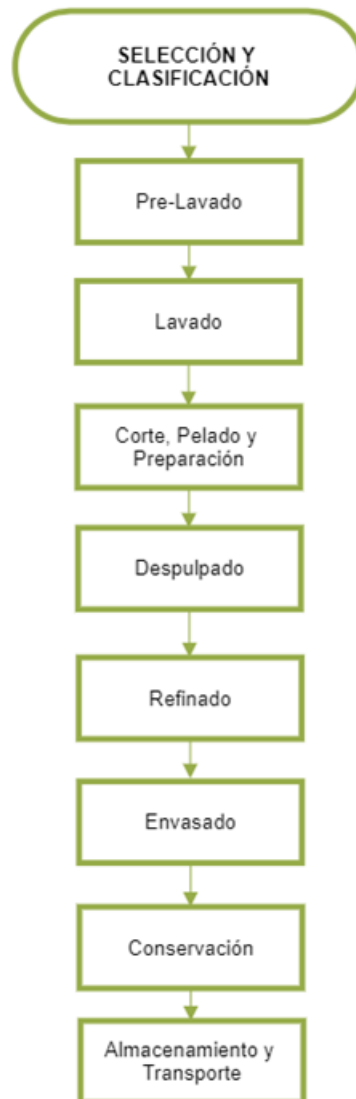 SELECCIÓN Y
CLASIFICACIÓN
Pre-Lavado
Lavado
Corte, Pelado y
Preparación
Despulpado
Refinado
Envasado
Conservación
Almacenamiento y
Transporte